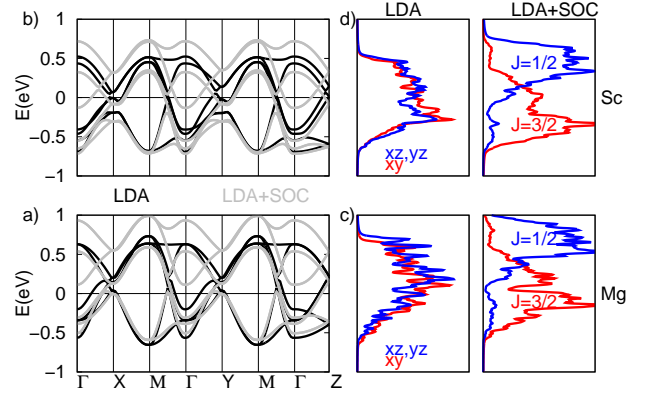 b) d) LDA LDA+SOC
1
0.5
0
−0.5
−1
E(eV)
J=1/2
J=3/2
xz,yz
xy
Sc
LDA LDA+SOC
a) c)
1
0.5
0
−0.5
−1
E(eV)
J=1/2
J=3/2
xz,yz
xy
Mg
Γ X M Γ Y M Γ Z